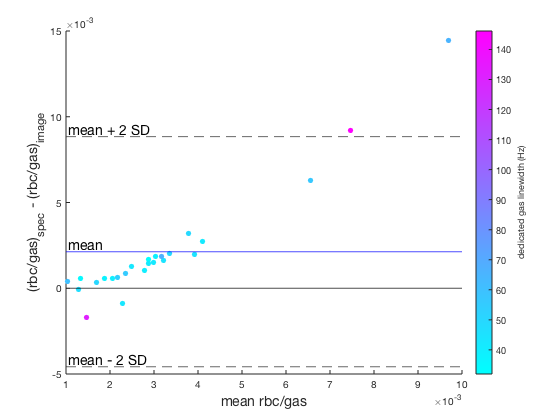 ×10⁻³
15
10
5
0
-5
mean + 2 SD
mean
mean - 2 SD
(rbc/gas)spec - (rbc/gas)image
1 2 3 4 5 6 7 8 9 10
×10⁻³
mean rbc/gas
140
130
120
110
100
90
80
70
60
50
40
dedicated gas linewidth (Hz)